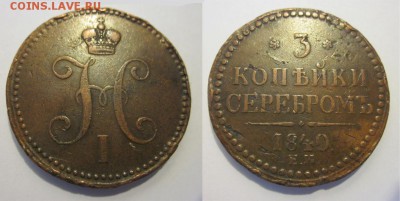 COINS.LAVE.RU
Н
I
* 3 *
КОПѢЙКИ
СЕРЕБРОМЪ
1840